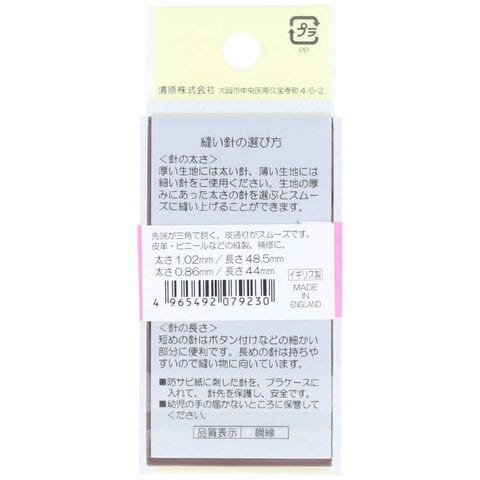 プラ
PP
清原株式会社 大阪市中央区南久宝寺町4-5-2
縫い針の選び方
＜針の太さ＞
厚い生地には太い針、薄い生地には
細い針をご使用ください。生地の厚
みにあった太さの針を選ぶとスムー
ズに縫い上げることができます。
先端が三角で鋭く、皮通りがスムーズです。
皮革・ビニールなどの縫製、補修に。
太さ1.02mm/長さ48.5mm
太さ0.86mm/長さ44mm
イギリス製
MADE
IN
ENGLAND
4 965492 079230
＜針の長さ＞
短めの針はボタン付けなどの細かい
部分に便利です。長めの針は持ちや
すいので縫い物に向いています。
■防サビ紙に刺した針を、プラケースに
入れて、針先を保護し、安全です。
■幼児の手の届かないところに保管して
ください。
品質表示 鋼線